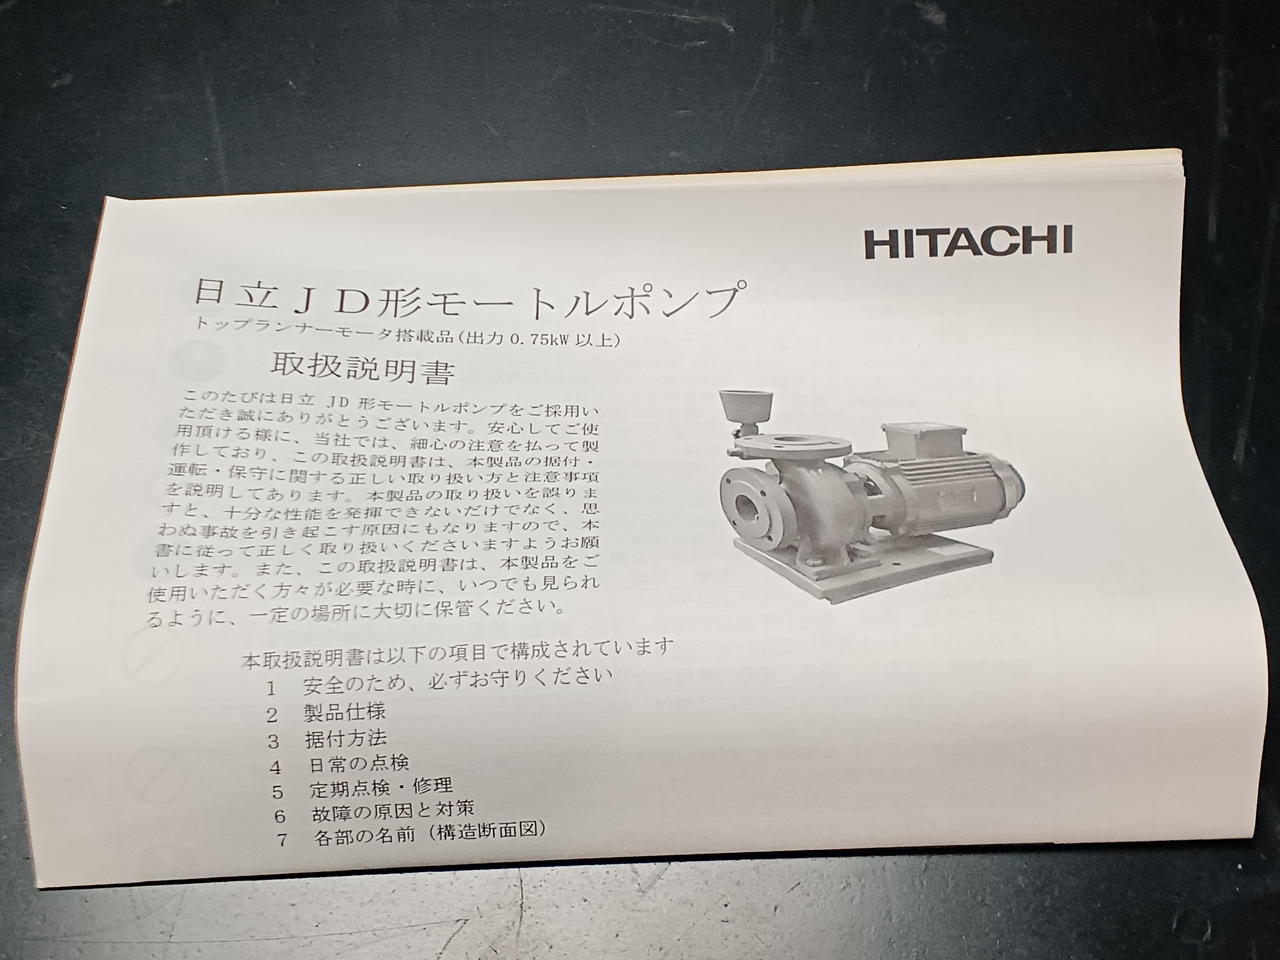 HITACHI
日立JD形モートルポンプ
トップランナーモータ搭載品(出力0.75kW以上)
取扱説明書
このたびは日立 JD 形モートルポンプをご採用い
ただき誠にありがとうございます。安心してご使
用頂ける様に、当社では、細心の注意を払って製
作しており、この取扱説明書は、本製品の据付・
運転・保守に関する正しい取り扱い方と注意事項
を説明してあります。本製品の取り扱いを誤りま
すと、十分な性能を発揮できないだけでなく、思
わぬ事故を引き起こす原因にもなりますので、本
書に従って正しく取り扱いくださいますようお願
いします。また、この取扱説明書は、本製品をご
使用いただく方々が必要な時に、いつでも見られ
るように、一定の場所に大切に保管ください。
本取扱説明書は以下の項目で構成されています
1 安全のため、必ずお守りください
2 製品仕様
3 据付方法
4 日常の点検
5 定期点検・修理
6 故障の原因と対策
7 各部の名前(構造断面図)